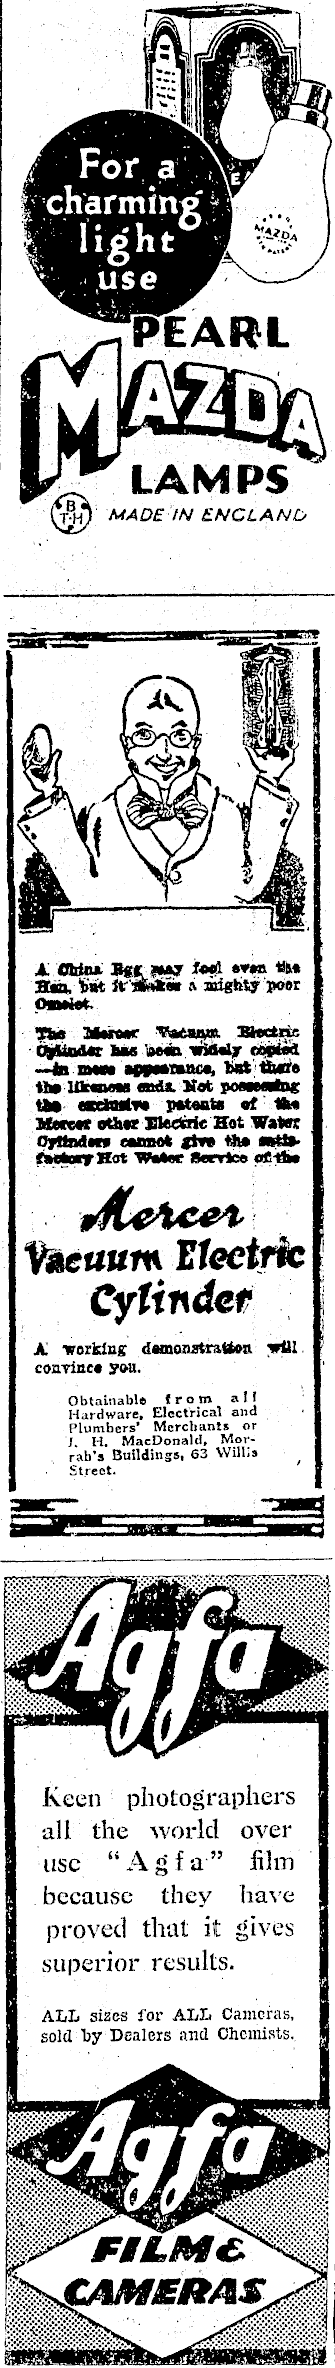 For a
charming
light
use
MAZDA
PEARL
MAZDA
LAMPS
B
T·H
MADE IN ENGLAND
A China Egg may fool even the
Hen, but it makes a mighty poor
Omelet.
The Mercer Vacuum Electric
Cylinder has been widely copied
—in mere appearance, but there
the likeness ends. Not possessing
the exclusive patents of the
Mercer other Electric Hot Water
Cylinders cannot give the satis-
factory Hot Water Service of the
Mercer
Vacuum Electric
Cylinder
A working demonstration will
convince you.
Obtainable from all
Hardware, Electrical and
Plumbers' Merchants or
J. H. MacDonald, Mor-
rah's Buildings, 63 Willis
Street.
Agfa
Keen photographers
all the world over
use "Agfa" film
because they have
proved that it gives
superior results.
ALL sizes for ALL Cameras,
sold by Dealers and Chemists.
Agfa
FILM &
CAMERAS